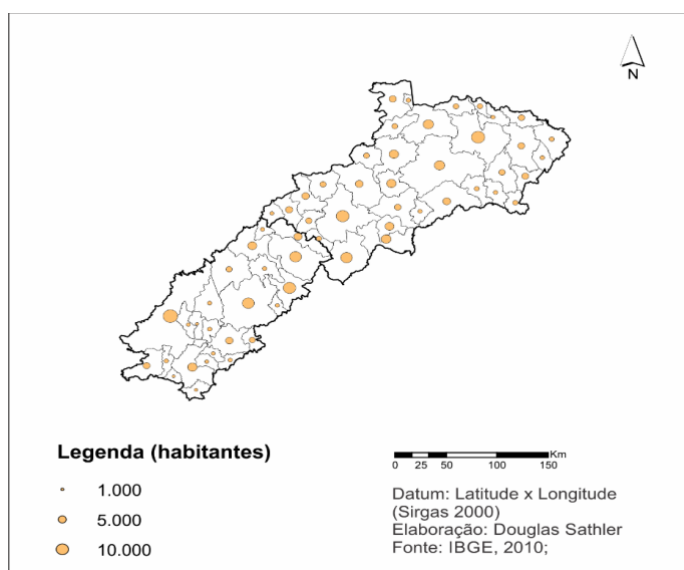 N
Legenda (habitantes)
1.000
5.000
10.000
Km
0 25 50 100 150
Datum: Latitude x Longitude
(Sirgas 2000)
Elaboração: Douglas Sathler
Fonte: IBGE, 2010;